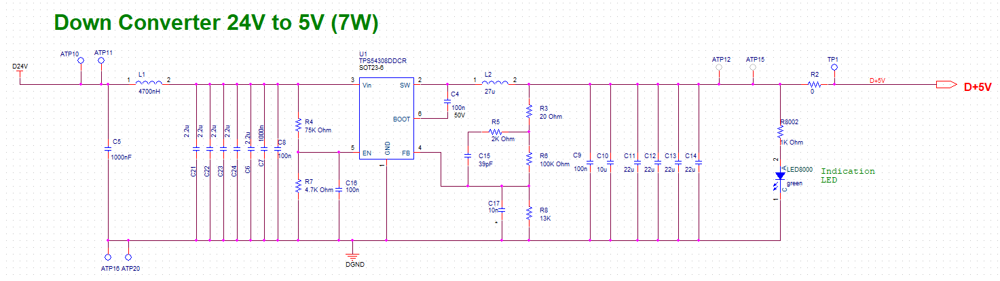 Down Converter 24V to 5V (7W)
ATP10
ATP11
D24V
L1
1
2
4700nH
C5
1000nF
2.2u
2.2u
2.2u
2.2u
2.2u
1000n
C21
C22
C23
C24
C6
C7
C8
100n
R4
75K Ohm
R7
4.7K Ohm
C16
100n
U1
TPS54308DDCR
SOT23-6
3
Vin
SW
2
BOOT
6
5
EN
GND
FB
4
1
C4
100n
50V
L2
1
2
27u
R3
20 Ohm
R5
2K Ohm
C15
39pF
R6
100K Ohm
C17
10n
*
R8
13K
C9
100n
C10
10u
C11
22u
C12
22u
C13
22u
C14
22u
ATP12
ATP15
TP1
R2
0
D+5V
D+5V
R8002
1K Ohm
2
A
LED8000
green
C
1
Indication
LED
ATP16
ATP20
DGND